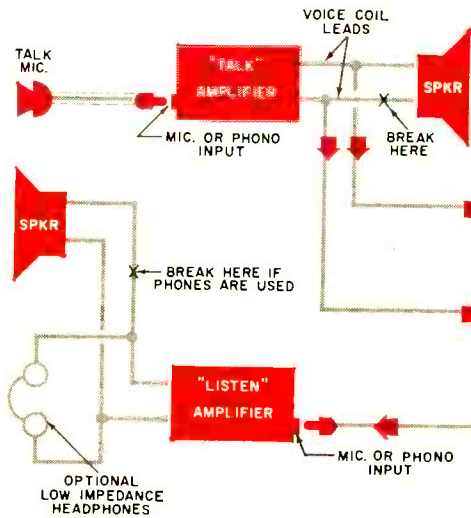 TALK
MIC.
"TALK"
AMPLIFIER
MIC. OR PHONO
INPUT
VOICE COIL
LEADS
SPKR
BREAK
HERE
SPKR
BREAK HERE IF
PHONES ARE USED
"LISTEN"
AMPLIFIER
MIC. OR PHONO
INPUT
OPTIONAL
LOW IMPEDANCE
HEADPHONES